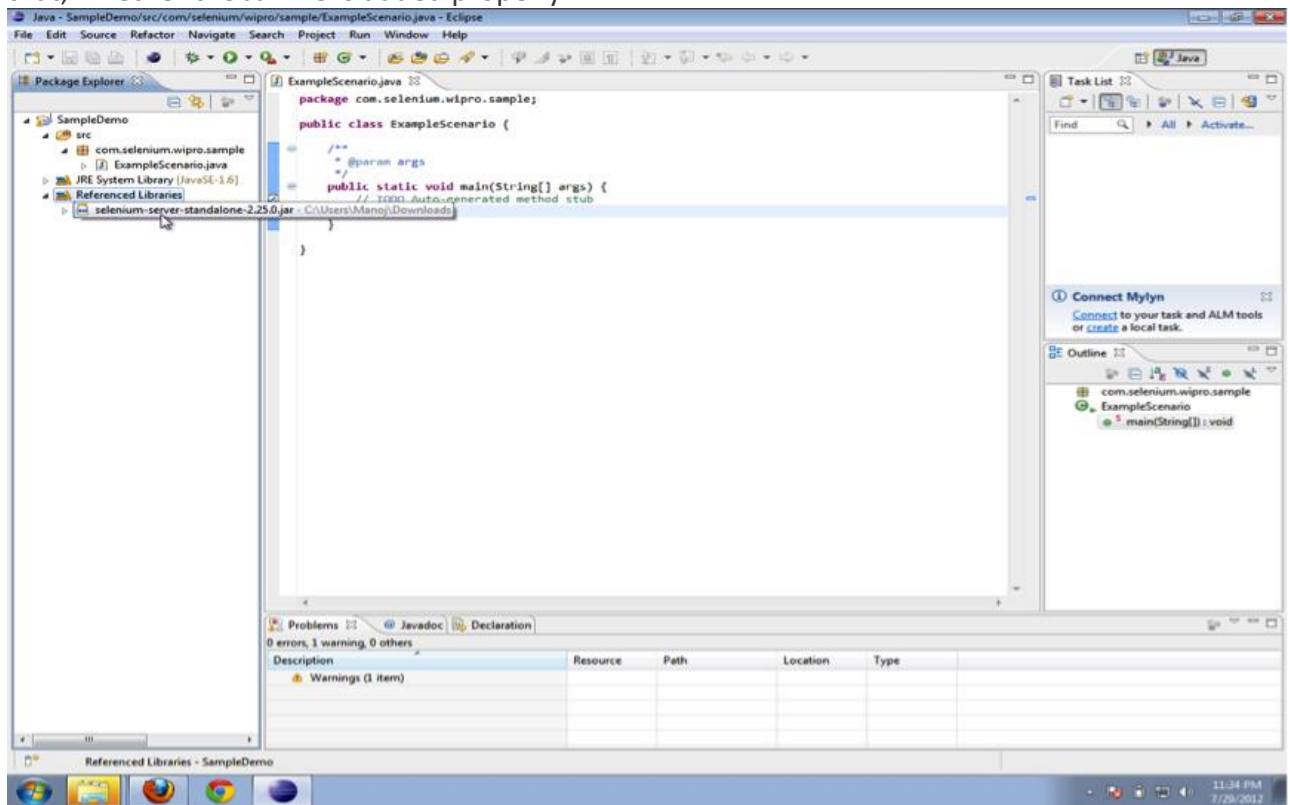 Java - SampleDemo/src/com/selenium/wipro/sample/ExampleScenario.java - Eclipse
File Edit Source Refactor Navigate Search Project Run Window Help
Java
Package Explorer
SampleDemo
src
com.selenium.wipro.sample
ExampleScenario.java
JRE System Library [JavaSE-1.6]
Referenced Libraries
selenium-server-standalone-2.25.0.jar - C:\Users\Manoj\Downloads
ExampleScenario.java
package com.selenium.wipro.sample;
public class ExampleScenario {
/**
* @param args
*/
public static void main(String[] args) {
// TODO Auto-generated method stub
}
}
Task List
Find All Activate...
Connect Mylyn
Connect to your task and ALM tools
or create a local task.
Outline
com.selenium.wipro.sample
ExampleScenario
main(String[]) : void
Problems Javadoc Declaration
0 errors, 1 warning, 0 others
Description Resource Path Location Type
Warnings (1 item)
Referenced Libraries - SampleDemo
11:34 PM
7/29/2012